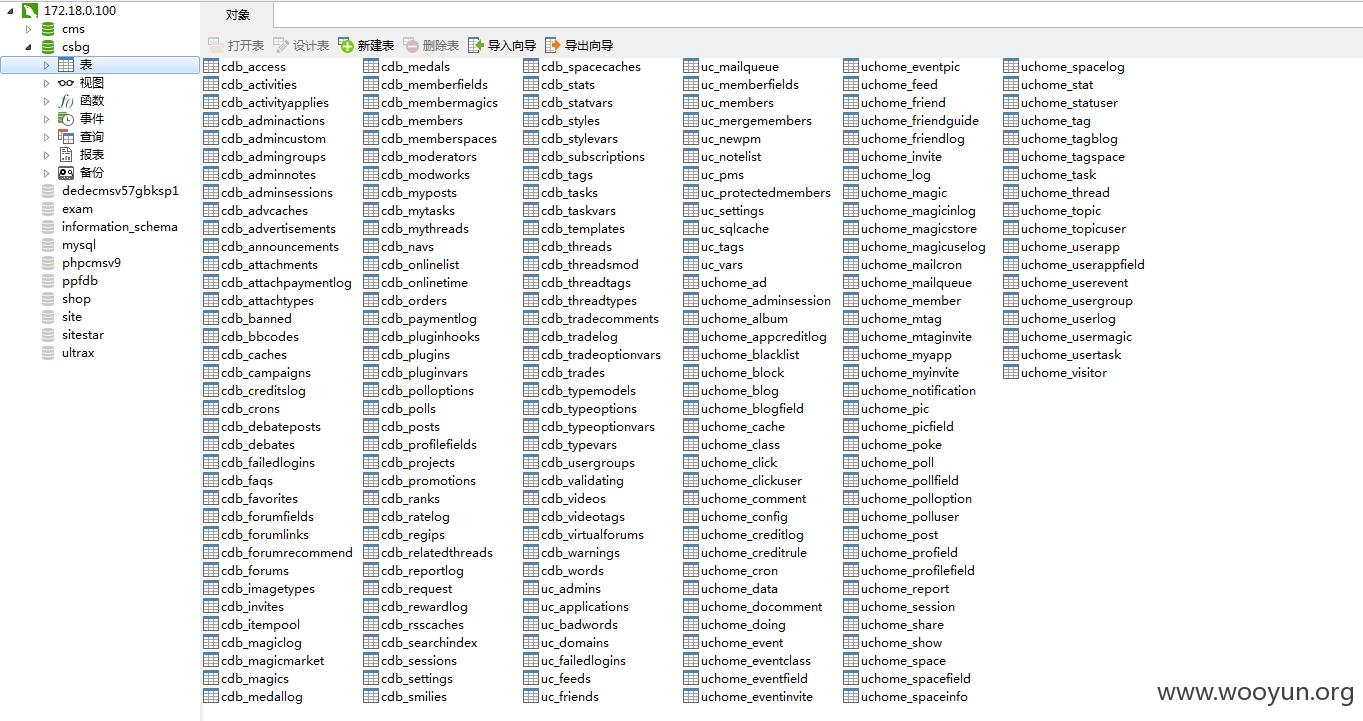 172.18.0.100
cms
csbg
表
视图
函数
事件
查询
报表
备份
dedecmsv57gbksp1
exam
information_schema
mysql
phpcmsv9
ppfdb
shop
site
sitestar
ultrax
对象
打开表 设计表 新建表 删除表 导入向导 导出向导
cdb_access
cdb_activities
cdb_activityapplies
cdb_adminactions
cdb_admincustom
cdb_admingroups
cdb_adminnotes
cdb_adminsessions
cdb_advcaches
cdb_advertisements
cdb_announcements
cdb_attachments
cdb_attachpaymentlog
cdb_attachtypes
cdb_banned
cdb_bbcodes
cdb_caches
cdb_campaigns
cdb_creditslog
cdb_crons
cdb_debateposts
cdb_debates
cdb_failedlogins
cdb_faqs
cdb_favorites
cdb_forumfields
cdb_forumlinks
cdb_forumrecommend
cdb_forums
cdb_imagetypes
cdb_invites
cdb_itempool
cdb_magiclog
cdb_magicmarket
cdb_magics
cdb_medallog
cdb_medals
cdb_memberfields
cdb_membermagics
cdb_members
cdb_memberspaces
cdb_moderators
cdb_modworks
cdb_myposts
cdb_mytasks
cdb_mythreads
cdb_navs
cdb_onlinelist
cdb_onlinetime
cdb_orders
cdb_paymentlog
cdb_pluginhooks
cdb_plugins
cdb_pluginvars
cdb_polloptions
cdb_polls
cdb_posts
cdb_profilefields
cdb_projects
cdb_promotions
cdb_ranks
cdb_ratelog
cdb_regips
cdb_relatedthreads
cdb_reportlog
cdb_request
cdb_rewardlog
cdb_rsscaches
cdb_searchindex
cdb_sessions
cdb_settings
cdb_smilies
cdb_spacecaches
cdb_stats
cdb_statvars
cdb_styles
cdb_stylevars
cdb_subscriptions
cdb_tags
cdb_tasks
cdb_taskvars
cdb_templates
cdb_threads
cdb_threadsmod
cdb_threadtags
cdb_threadtypes
cdb_tradecomments
cdb_tradelog
cdb_tradeoptionvars
cdb_trades
cdb_typemodels
cdb_typeoptions
cdb_typeoptionvars
cdb_typevars
cdb_usergroups
cdb_validating
cdb_videos
cdb_videotags
cdb_virtualforums
cdb_warnings
cdb_words
uc_admins
uc_applications
uc_badwords
uc_domains
uc_failedlogins
uc_feeds
uc_friends
uc_mailqueue
uc_memberfields
uc_members
uc_mergemembers
uc_newpm
uc_notelist
uc_pms
uc_protectedmembers
uc_settings
uc_sqlcache
uc_tags
uc_vars
uchome_ad
uchome_adminsession
uchome_album
uchome_appcreditlog
uchome_blacklist
uchome_block
uchome_blog
uchome_blogfield
uchome_cache
uchome_class
uchome_click
uchome_clickuser
uchome_comment
uchome_config
uchome_creditlog
uchome_creditrule
uchome_cron
uchome_data
uchome_docomment
uchome_doing
uchome_event
uchome_eventclass
uchome_eventfield
uchome_eventinvite
uchome_eventpic
uchome_feed
uchome_friend
uchome_friendguide
uchome_friendlog
uchome_invite
uchome_log
uchome_magic
uchome_magicinlog
uchome_magicstore
uchome_magicuselog
uchome_mailcron
uchome_mailqueue
uchome_member
uchome_mtag
uchome_mtaginvite
uchome_myapp
uchome_myinvite
uchome_notification
uchome_pic
uchome_picfield
uchome_poke
uchome_poll
uchome_pollfield
uchome_polloption
uchome_polluser
uchome_post
uchome_profield
uchome_profilefield
uchome_report
uchome_session
uchome_share
uchome_show
uchome_space
uchome_spacefield
uchome_spaceinfo
uchome_spacelog
uchome_stat
uchome_statuser
uchome_tag
uchome_tagblog
uchome_tagspace
uchome_task
uchome_thread
uchome_topic
uchome_topicuser
uchome_userapp
uchome_userappfield
uchome_userevent
uchome_usergroup
uchome_userlog
uchome_usermagic
uchome_usertask
uchome_visitor
www.wooyun.org